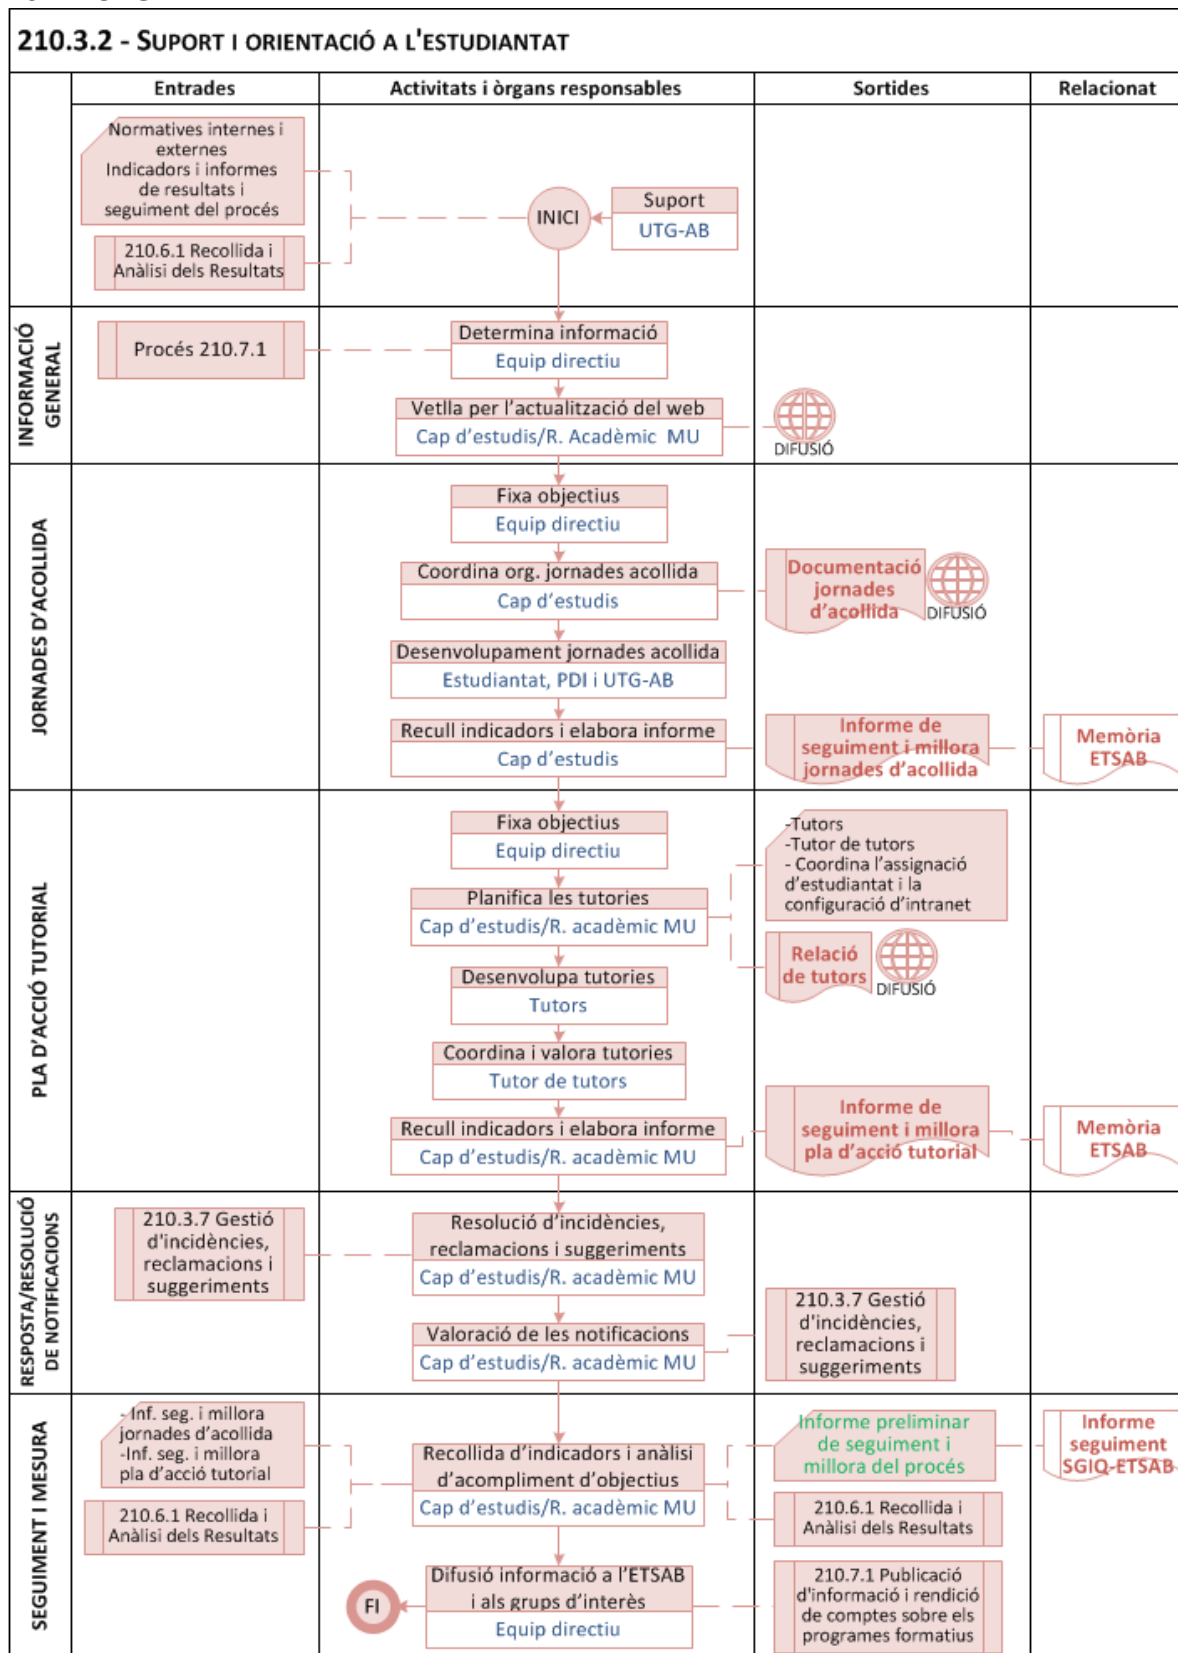 210.3.2 - SUPORT I ORIENTACIÓ A L'ESTUDIANTAT
Entrades
Activitats i òrgans responsables
Sortides
Relacionat
Normatives internes i
externes
Indicadors i informes
de resultats i
seguiment del procés
210.6.1 Recollida i
Anàlisi dels Resultats
INICI
Suport
UTG-AB
INFORMACIÓ
GENERAL
Procés 210.7.1
Determina informació
Equip directiu
Vetlla per l'actualització del web
Cap d'estudis/R. Acadèmic MU
DIFUSIÓ
JORNADES D'ACOLLIDA
Fixa objectius
Equip directiu
Coordina org. jornades acollida
Cap d'estudis
Documentació
jornades
d'acollida
DIFUSIÓ
Desenvolupament jornades acollida
Estudiantat, PDI i UTG-AB
Recull indicadors i elabora informe
Cap d'estudis
Informe de
seguiment i millora
jornades d'acollida
Memòria
ETSAB
PLA D'ACCIÓ TUTORIAL
Fixa objectius
Equip directiu
Planifica les tutories
Cap d'estudis/R. acadèmic MU
-Tutors
-Tutor de tutors
- Coordina l'assignació
d'estudiantat i la
configuració d'intranet
Relació
de tutors
DIFUSIÓ
Desenvolupa tutories
Tutors
Coordina i valora tutories
Tutor de tutors
Recull indicadors i elabora informe
Cap d'estudis/R. acadèmic MU
Informe de
seguiment i millora
pla d'acció tutorial
Memòria
ETSAB
RESPOSTA/RESOLUCIÓ
DE NOTIFICACIONS
210.3.7 Gestió
d'incidències,
reclamacions i
suggeriments
Resolució d'incidències,
reclamacions i suggeriments
Cap d'estudis/R. acadèmic MU
Valoració de les notificacions
Cap d'estudis/R. acadèmic MU
210.3.7 Gestió
d'incidències,
reclamacions i
suggeriments
SEGUIMENT I MESURA
- Inf. seg. i millora
jornades d'acollida
-Inf. seg. i millora
pla d'acció tutorial
210.6.1 Recollida i
Anàlisi dels Resultats
Recollida d'indicadors i anàlisi
d'acompliment d'objectius
Cap d'estudis/R. acadèmic MU
Informe preliminar
de seguiment i
millora del procés
Informe
seguiment
SGIQ-ETSAB
210.6.1 Recollida i
Anàlisi dels Resultats
FI
Difusió informació a l'ETSAB
i als grups d'interès
Equip directiu
210.7.1 Publicació
d'informació i rendició
de comptes sobre els
programes formatius